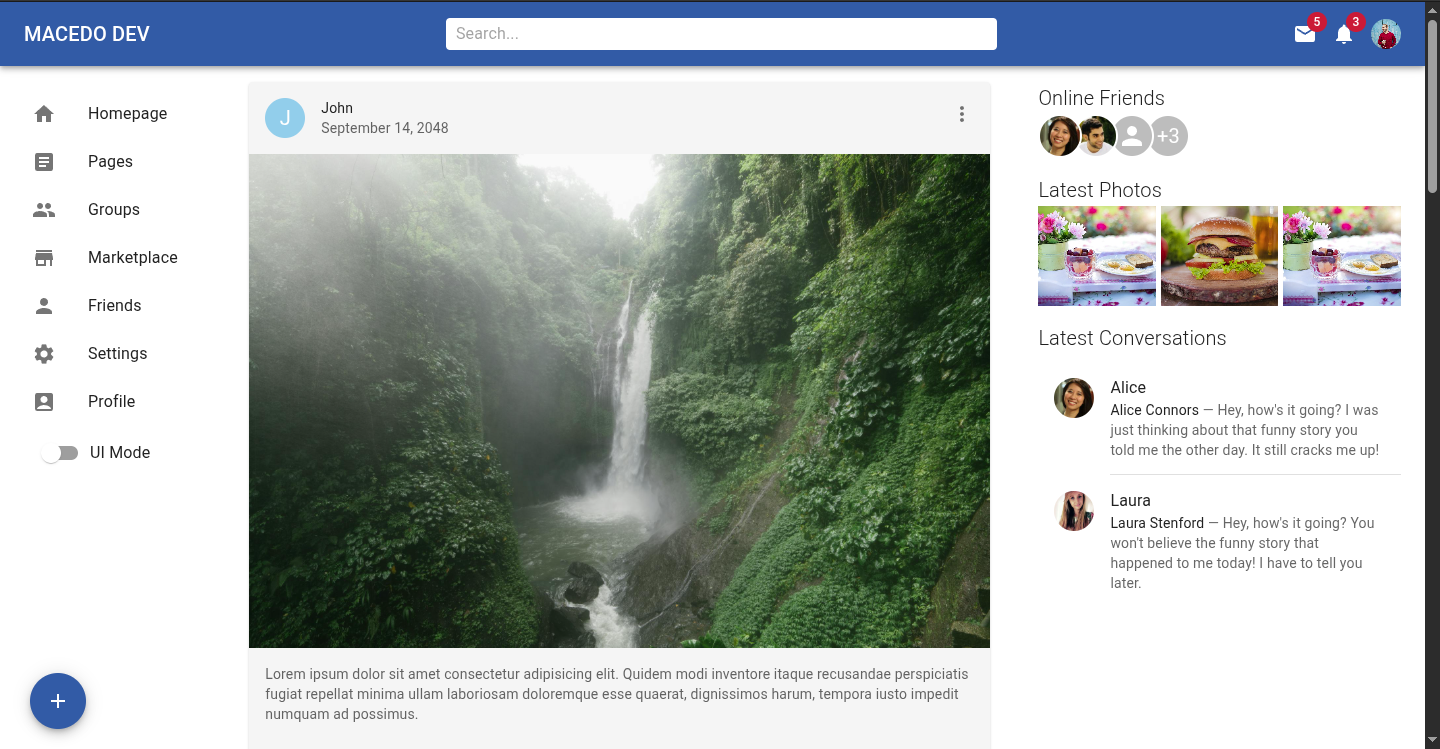 MACEDO DEV
Search...
5
3
Homepage
Pages
Groups
Marketplace
Friends
Settings
Profile
UI Mode
J
John
September 14, 2048
Lorem ipsum dolor sit amet consectetur adipisicing elit. Quidem modi inventore itaque recusandae perspiciatis
fugiat repellat minima ullam laboriosam doloremque esse quaerat, dignissimos harum, tempora iusto impedit
numquam ad possimus.
Online Friends
+3
Latest Photos
Latest Conversations
Alice
Alice Connors — Hey, how's it going? I was
just thinking about that funny story you
told me the other day. It still cracks me up!
Laura
Laura Stenford — Hey, how's it going? You
won't believe the funny story that
happened to me today! I have to tell you
later.